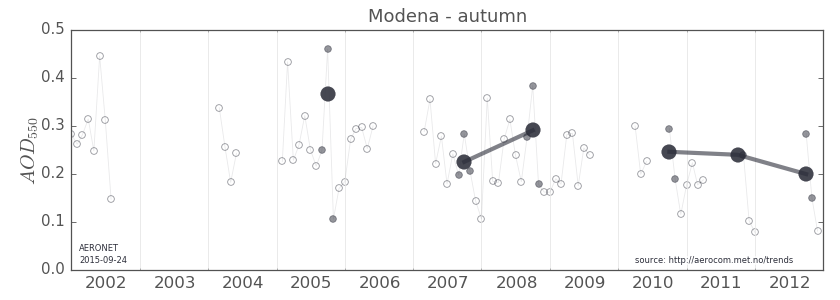 Modena - autumn
0.5
0.4
0.3
0.2
0.1
0.0
AOD550
AERONET
2015-09-24
source: http://aerocom.met.no/trends
2002 2003 2004 2005 2006 2007 2008 2009 2010 2011 2012